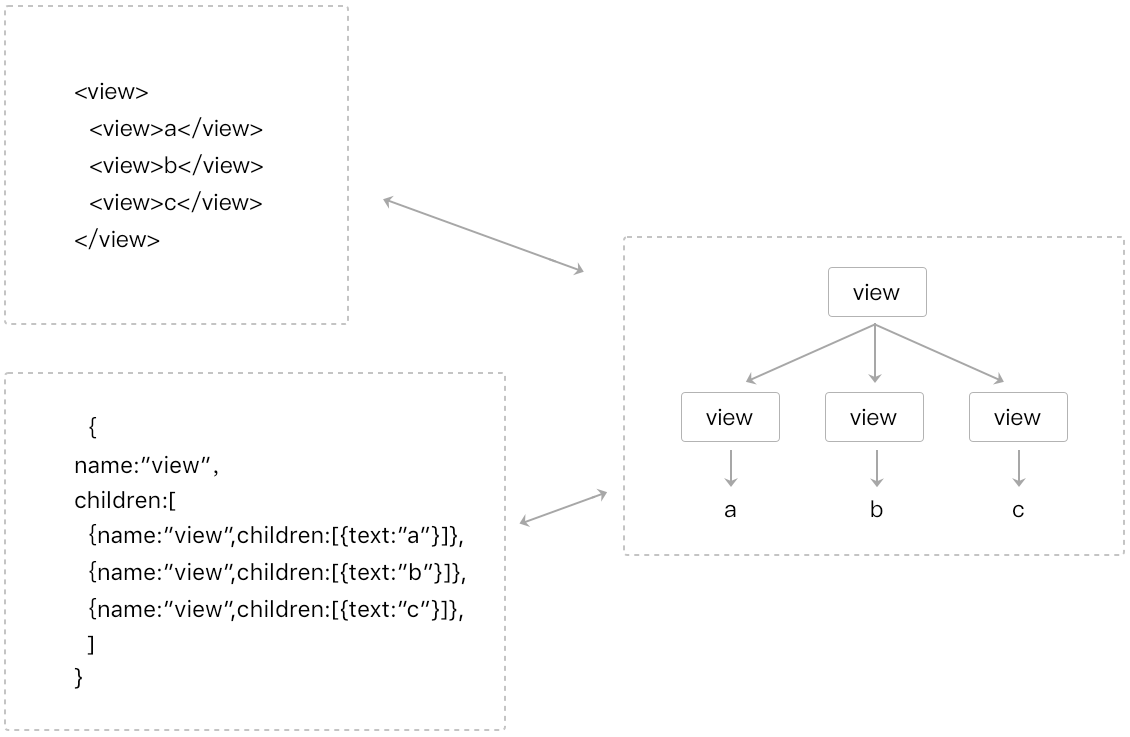 <view>
<view>a</view>
<view>b</view>
<view>c</view>
</view>
{
name:"view",
children:[
{name:"view",children:[{text:"a"}]},
{name:"view",children:[{text:"b"}]},
{name:"view",children:[{text:"c"}]},
]
}
view
view view view
a b c